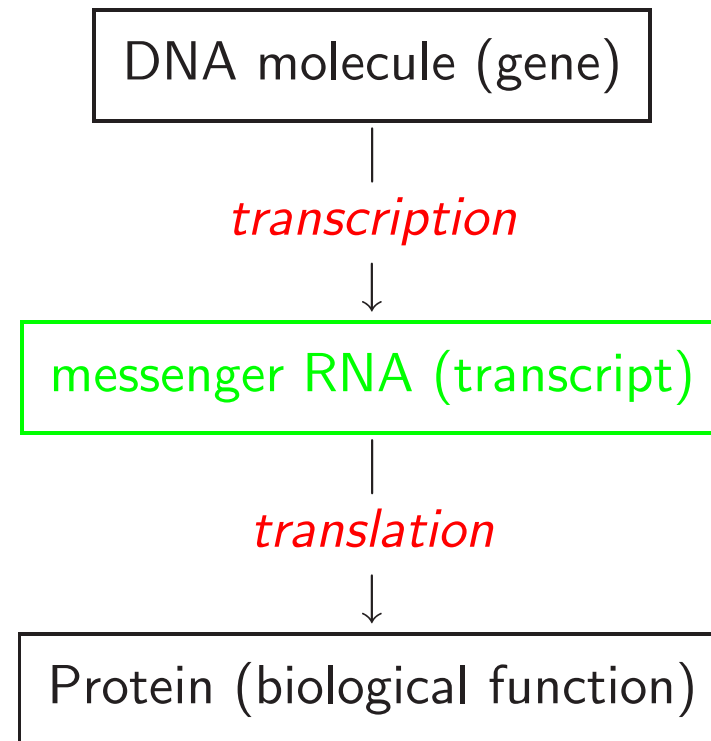 DNA molecule (gene)
transcription
messenger RNA (transcript)
translation
Protein (biological function)